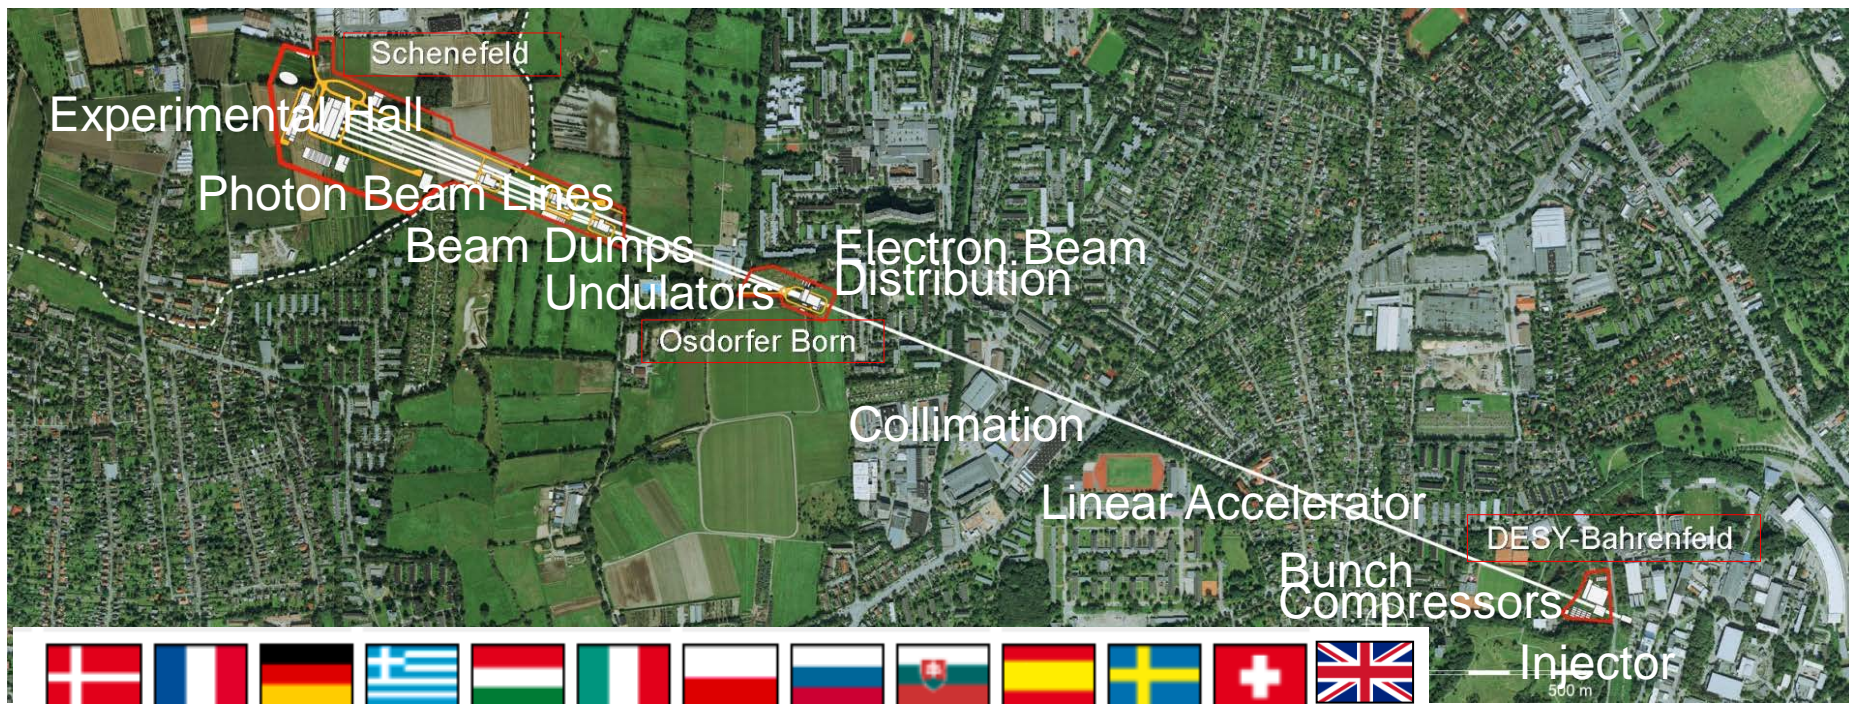 Schenefeld
Experimental Hall
Photon Beam Lines
Beam Dumps
Electron Beam
Distribution
Undulators
Osdorfer Born
Collimation
Linear Accelerator
DESY-Bahrenfeld
Bunch
Compressors
Injector
500 m